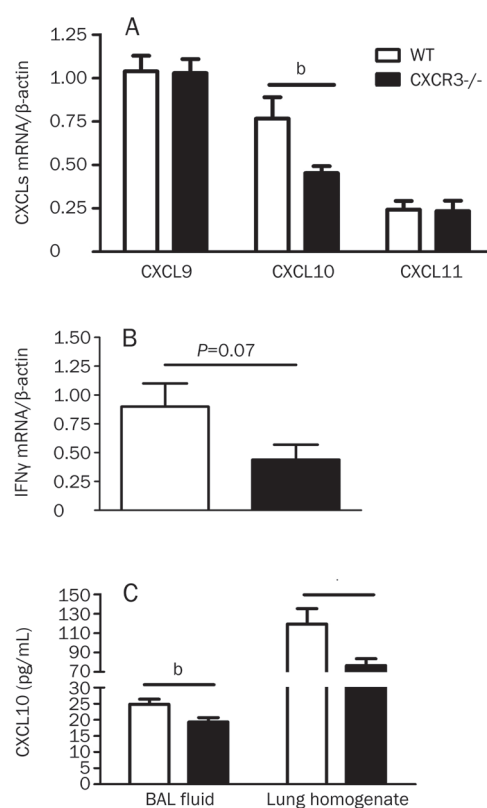 A
1.25
1.00
0.75
0.50
0.25
0
CXCLs mRNA/β-actin
WT
CXCR3-/-
b
CXCL9
CXCL10
CXCL11
B
1.50
1.25
1.00
0.75
0.50
0.25
0
IFNγ mRNA/β-actin
P=0.07
C
150
130
110
90
70
30
25
20
15
10
5
0
CXCL10 (pg/mL)
b
BAL fluid
Lung homogenate